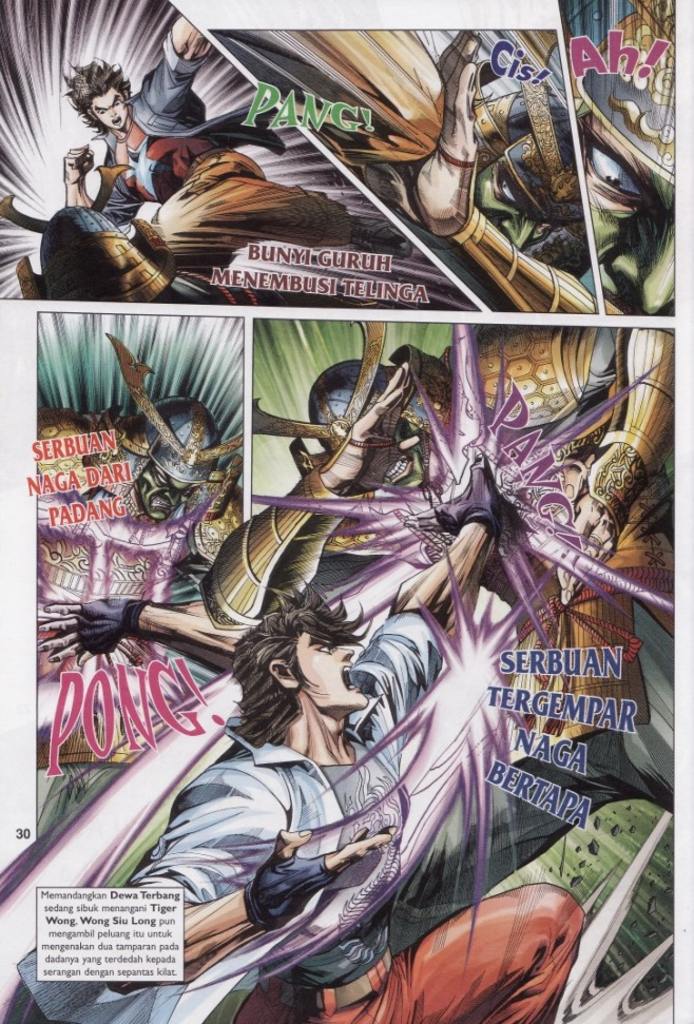 PANG!
Cis!
Ah!
BUNYI GURUH
MENEMBUSI TELINGA
SERBUAN
NAGA DARI
PADANG
PANG!
PONG!
SERBUAN
TERGEMPAR
NAGA
BERTAPA
30
Memandangkan Dewa Terbang
sedang sibuk menangani Tiger
Wong, Wong Siu Long pun
mengambil peluang itu untuk
mengenakan dua tamparan pada
dadanya yang terdedah kepada
serangan dengan sepantas kilat.